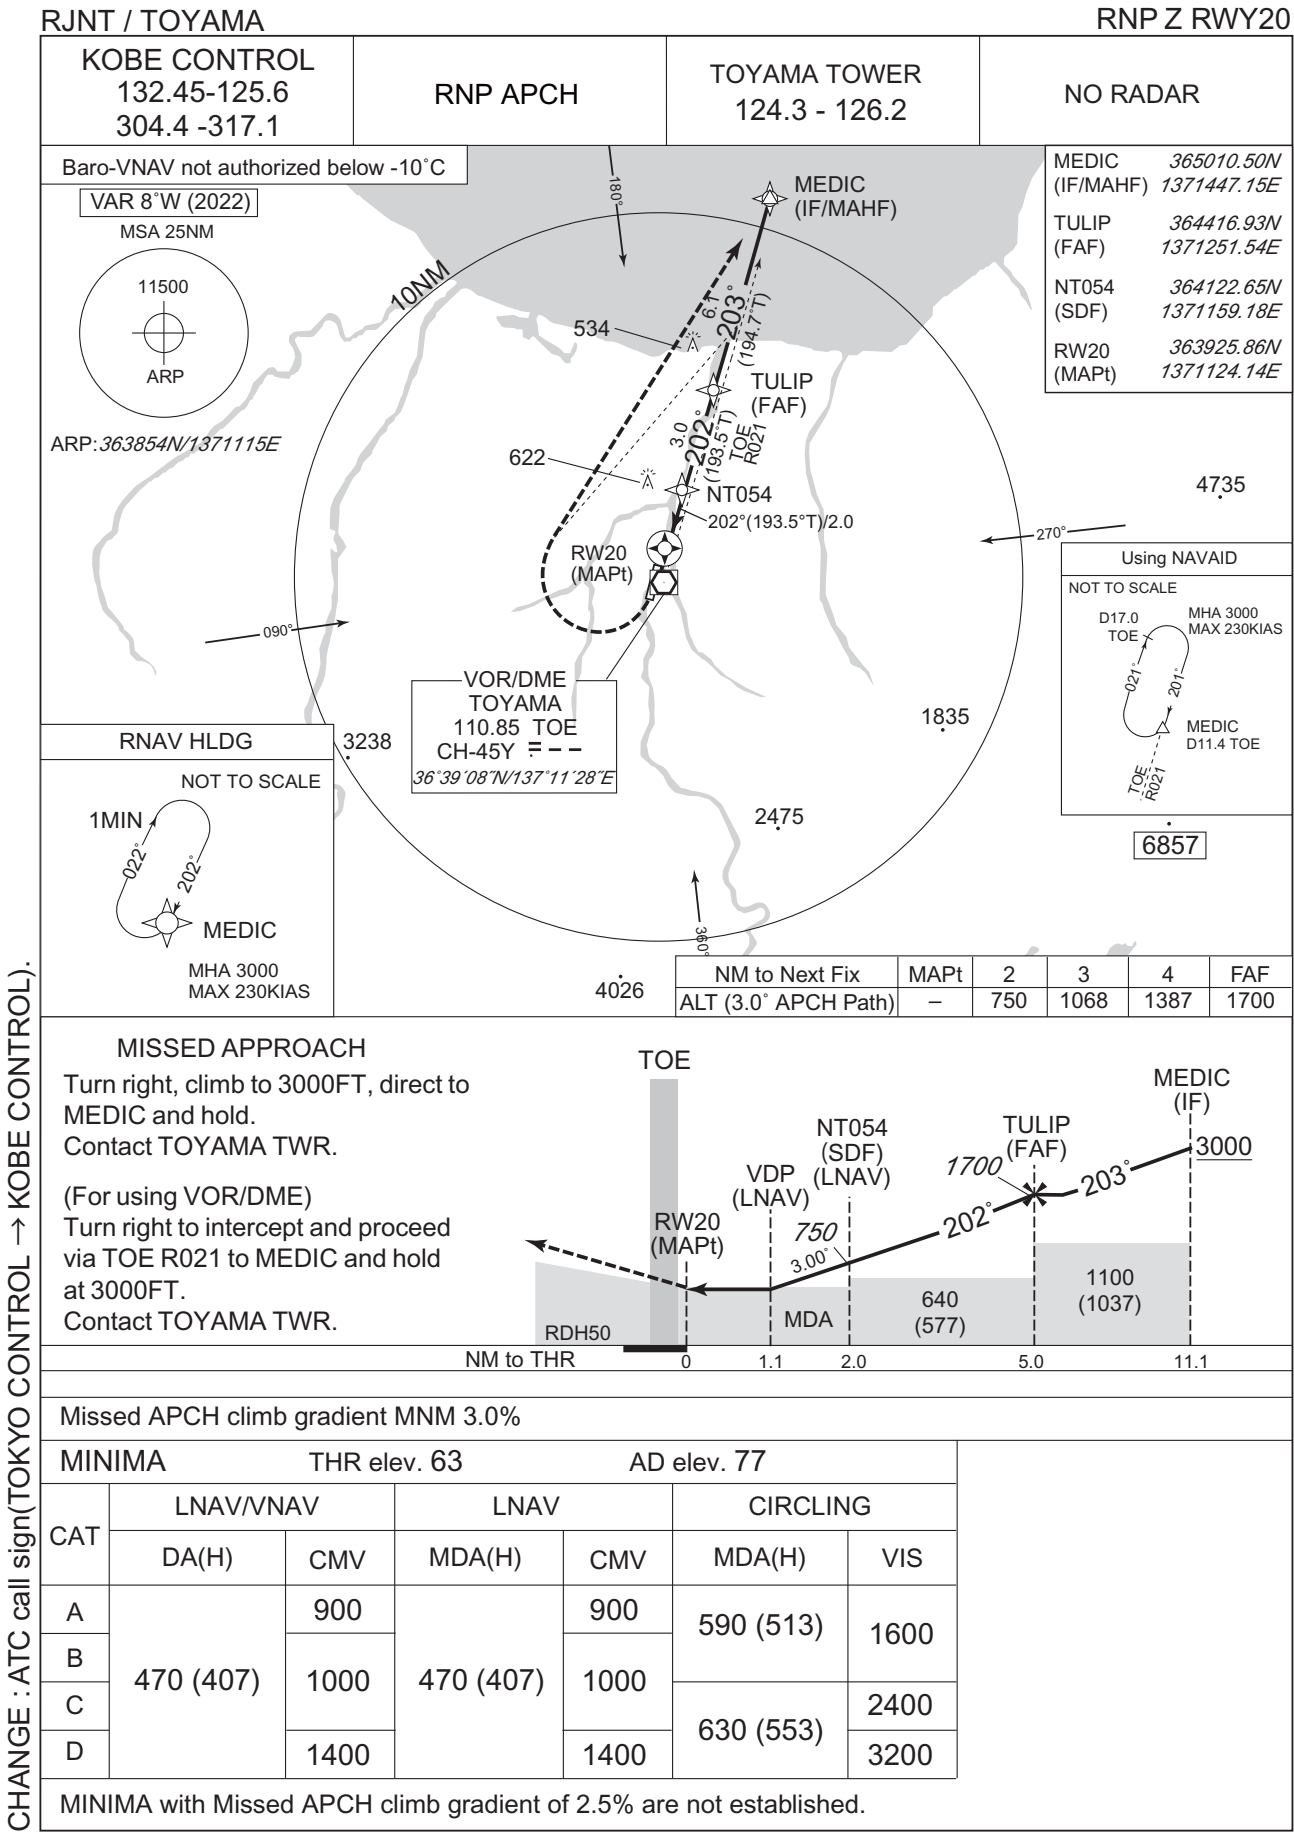 RJNT / TOYAMA
RNP Z RWY20
KOBE CONTROL
132.45-125.6
304.4 -317.1
RNP APCH
TOYAMA TOWER
124.3 - 126.2
NO RADAR
Baro-VNAV not authorized below -10˚C
VAR 8˚W (2022)
MSA 25NM
11500
ARP
ARP:363854N/1371115E
MEDIC 365010.50N
(IF/MAHF) 1371447.15E
TULIP 364416.93N
(FAF) 1371251.54E
NT054 364122.65N
(SDF) 1371159.18E
RW20 363925.86N
(MAPt) 1371124.14E
180˚
MEDIC
(IF/MAHF)
10NM
6.1
203˚
(194.7˚T)
534
TULIP
(FAF)
3.0
202˚
(193.5˚T)
TOE
R021
622
NT054
202°(193.5°T)/2.0
RW20
(MAPt)
4735
270˚
090˚
360˚
VOR/DME
TOYAMA
110.85 TOE
CH-45Y
36˚39´08˝N/137˚11´28˝E
Using NAVAID
NOT TO SCALE
D17.0
TOE
MHA 3000
MAX 230KIAS
021˚
201˚
MEDIC
D11.4 TOE
TOE
R021
6857
1835
2475
3238
4026
RNAV HLDG
NOT TO SCALE
1MIN
022˚
202˚
MEDIC
MHA 3000
MAX 230KIAS
NM to Next Fix MAPt 2 3 4 FAF
ALT (3.0˚ APCH Path) – 750 1068 1387 1700
MISSED APPROACH
Turn right, climb to 3000FT, direct to
MEDIC and hold.
Contact TOYAMA TWR.
(For using VOR/DME)
Turn right to intercept and proceed
via TOE R021 to MEDIC and hold
at 3000FT.
Contact TOYAMA TWR.
TOE
MEDIC
(IF)
3000
TULIP
(FAF)
1700
203˚
NT054
(SDF)
(LNAV)
VDP
(LNAV)
202˚
RW20
(MAPt)
750
3.00˚
1100
(1037)
640
(577)
MDA
RDH50
NM to THR 0 1.1 2.0 5.0 11.1
Missed APCH climb gradient MNM 3.0%
MINIMA THR elev. 63 AD elev. 77
CAT LNAV/VNAV LNAV CIRCLING
DA(H) CMV MDA(H) CMV MDA(H) VIS
A 470 (407) 900 470 (407) 900 590 (513) 1600
B 1000 1000
C 630 (553) 2400
D 1400 1400 3200
MINIMA with Missed APCH climb gradient of 2.5% are not established.
CHANGE : ATC call sign(TOKYO CONTROL → KOBE CONTROL).